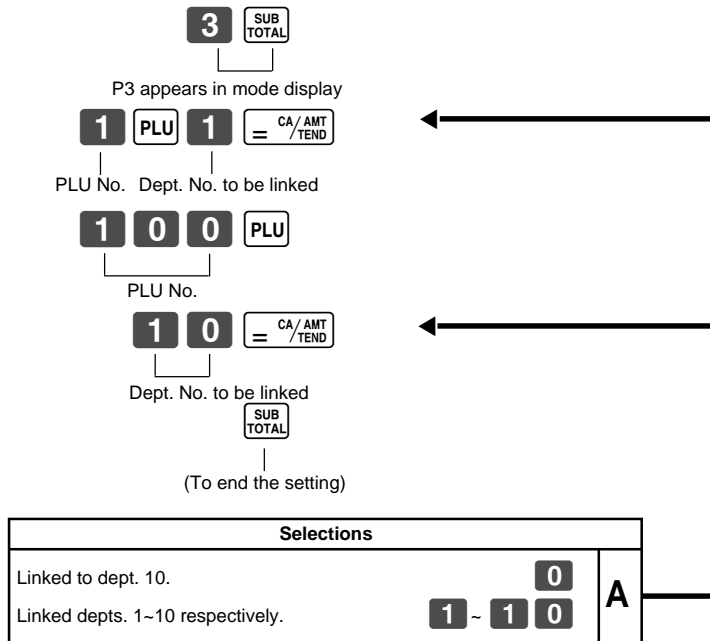 3 SUB TOTAL
P3 appears in mode display
1 PLU 1 = CA/AMT/TEND
PLU No. Dept. No. to be linked
1 0 0 PLU
PLU No.
1 0 = CA/AMT/TEND
Dept. No. to be linked
SUB
TOTAL
(To end the setting)
Selections
Linked to dept. 10. 0
Linked depts. 1~10 respectively. 1 ~ 1 0
A